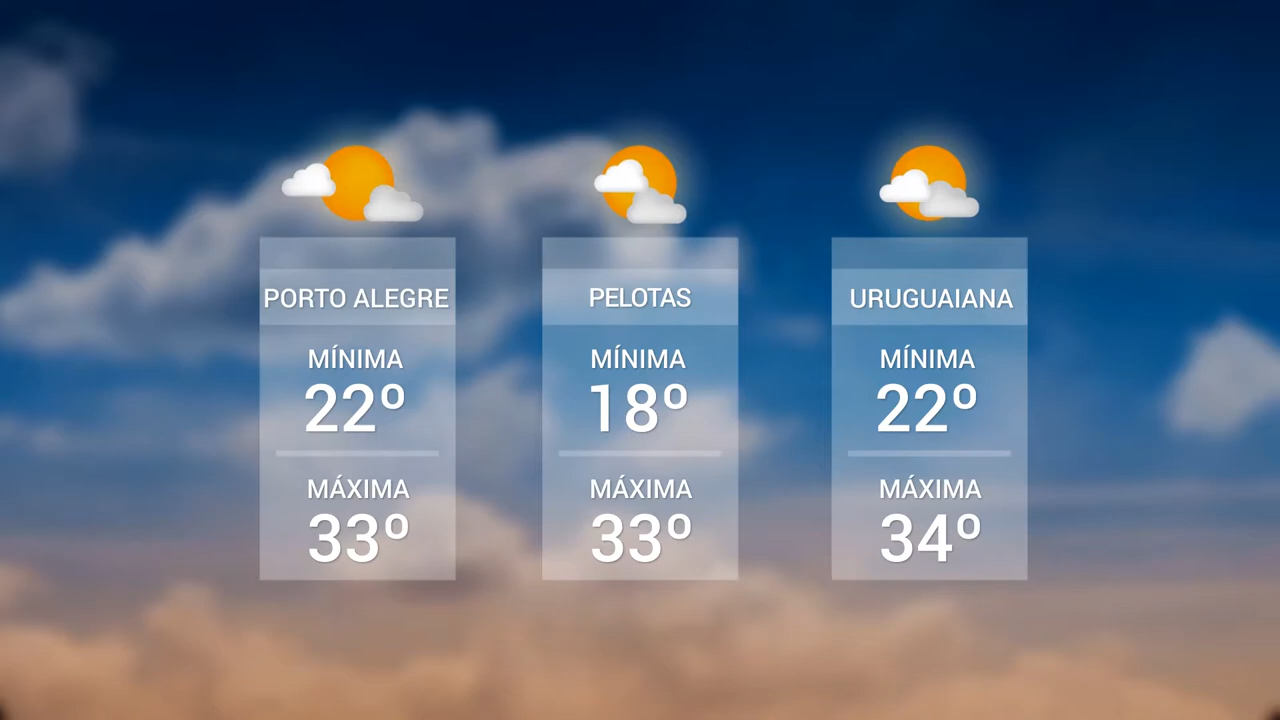 PORTO ALEGRE
MÍNIMA
22º
MÁXIMA
33º
PELOTAS
MÍNIMA
18º
MÁXIMA
33º
URUGUAIANA
MÍNIMA
22º
MÁXIMA
34º